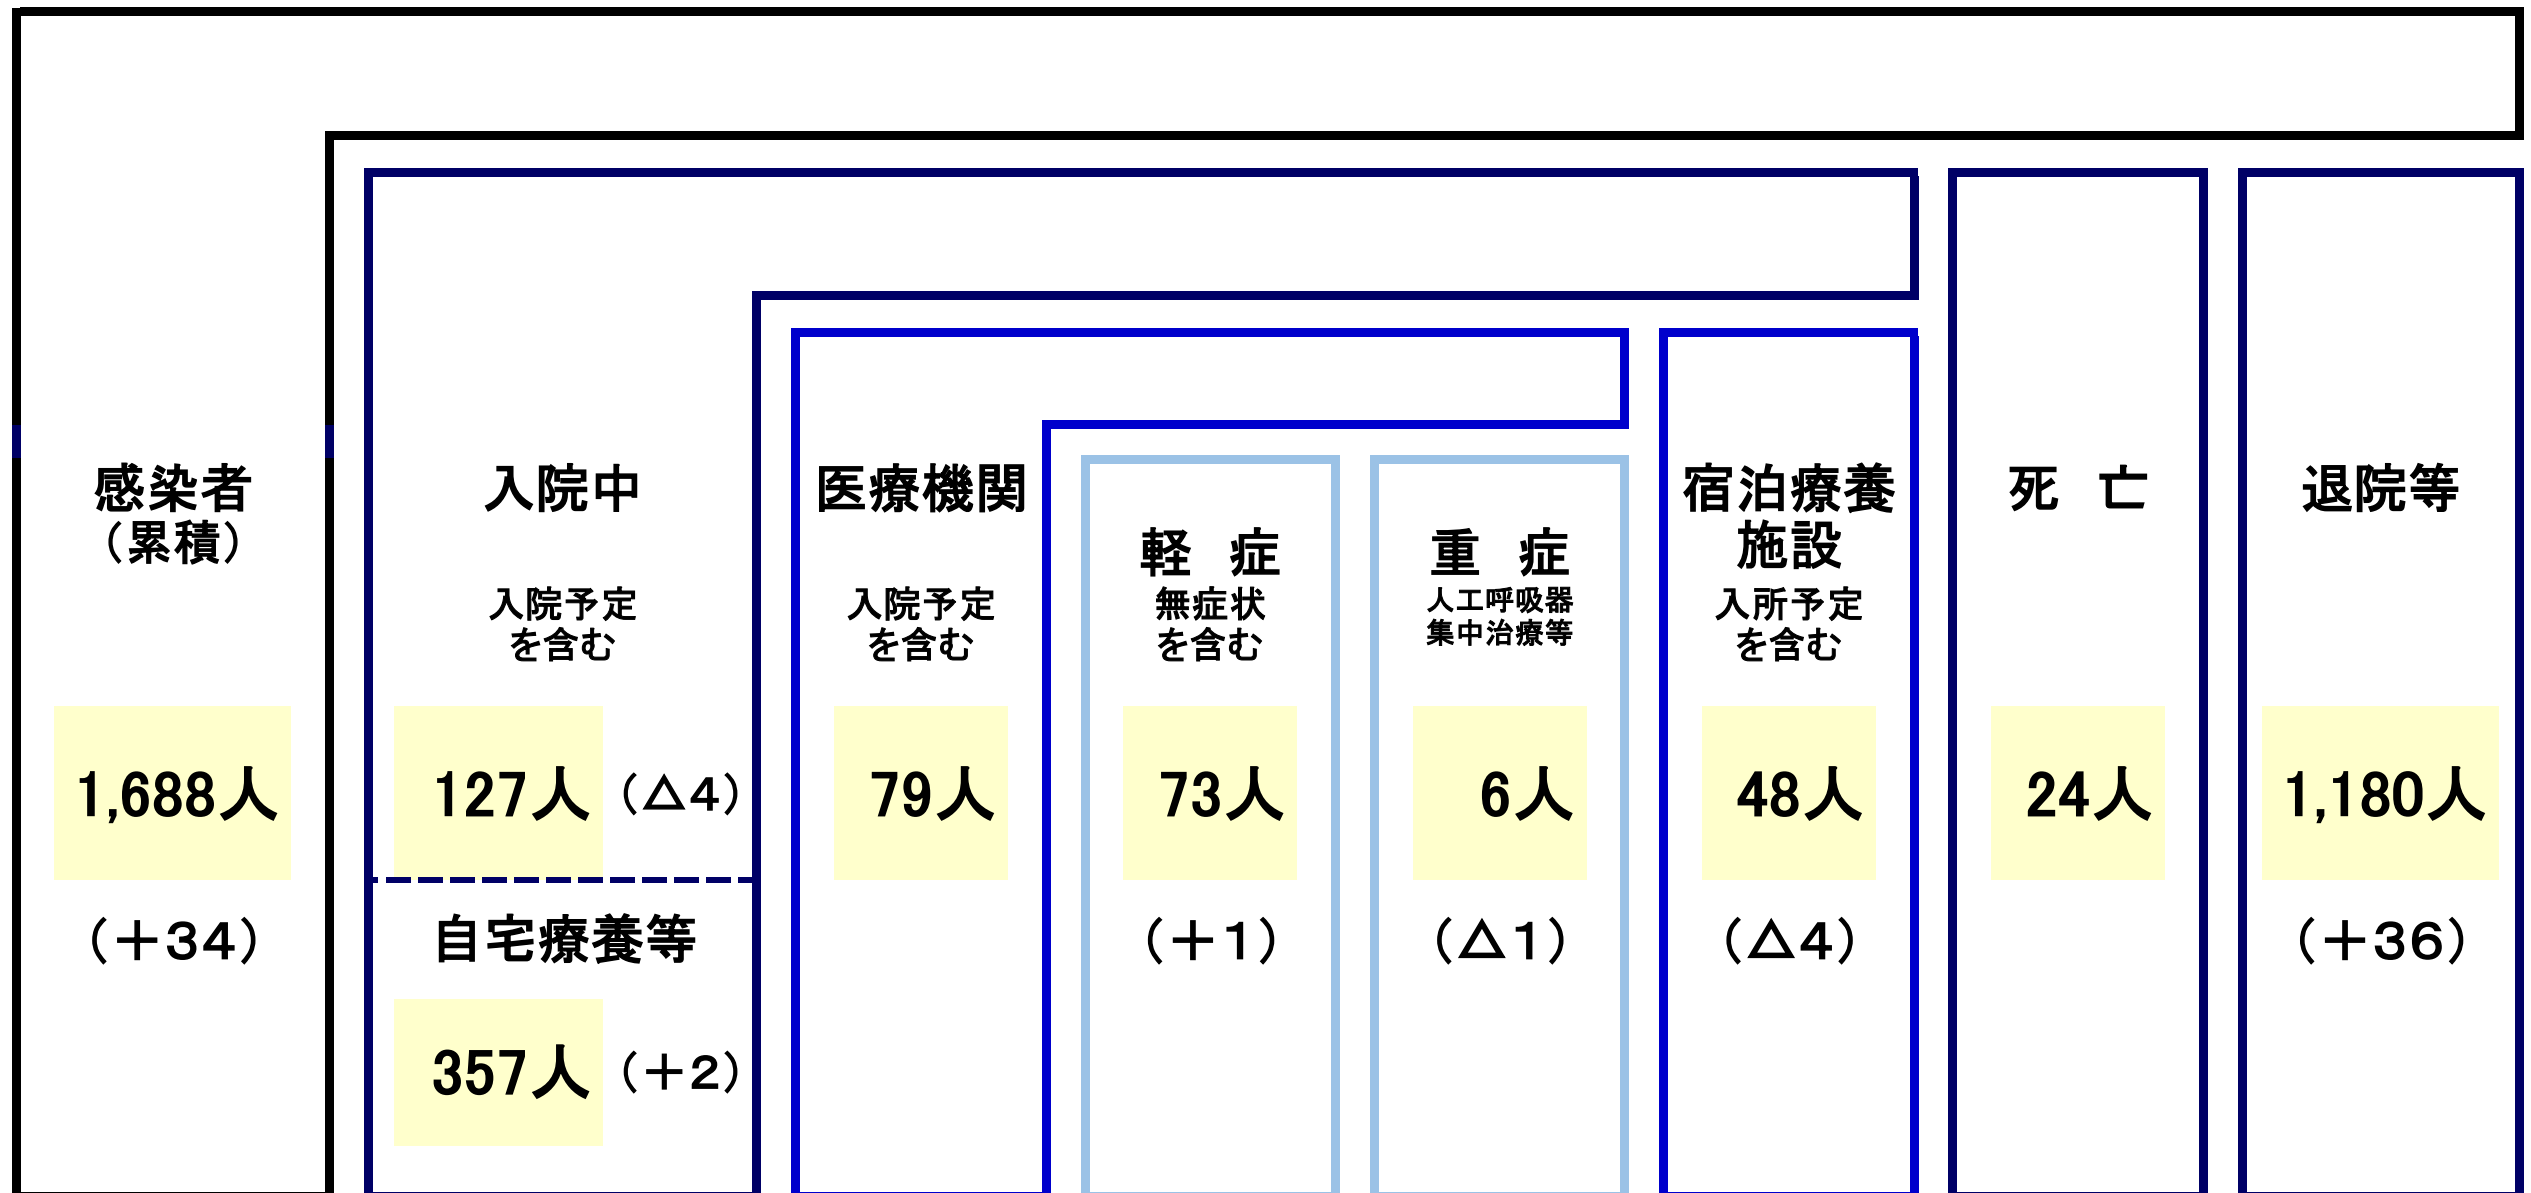 感染者
（累積）
1,688人
（＋34）
入院中
入院予定
を含む
127人（△4）
自宅療養等
357人（＋2）
医療機関
入院予定
を含む
79人
軽　症
無症状
を含む
73人
（＋1）
重　症
人工呼吸器
集中治療等
6人
（△1）
宿泊療養
施設
入所予定
を含む
48人
（△4）
死　亡
24人
退院等
1,180人
（＋36）